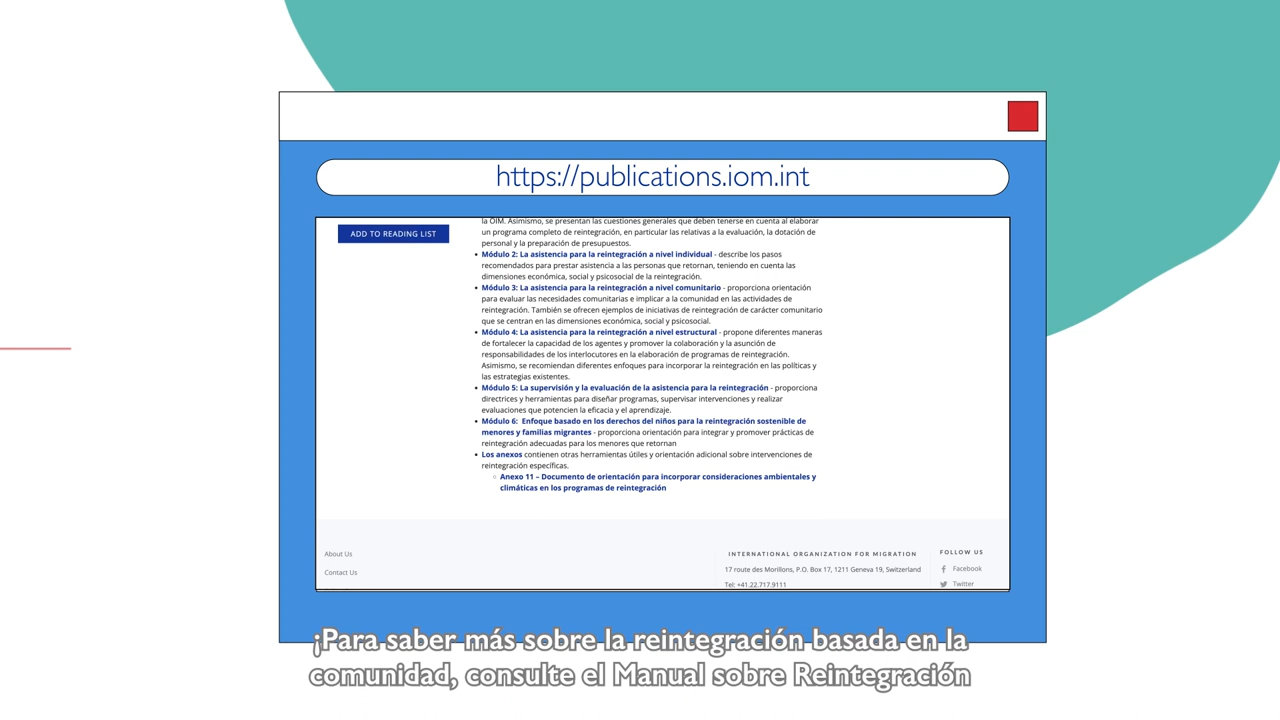 https://publications.iom.int
ADD TO READING LIST
la OIM. Asimismo, se presentan las cuestiones generales que deben tenerse en cuenta al elaborar
un programa completo de reintegración, en particular las relativas a la evaluación, la dotación de
personal y la preparación de presupuestos.
• Módulo 2: La asistencia para la reintegración a nivel individual - describe los pasos
recomendados para prestar asistencia a las personas que retornan, teniendo en cuenta las
dimensiones económica, social y psicosocial de la reintegración.
• Módulo 3: La asistencia para la reintegración a nivel comunitario - proporciona orientación
para evaluar las necesidades comunitarias e implicar a la comunidad en las actividades de
reintegración. También se ofrecen ejemplos de iniciativas de reintegración de carácter comunitario
que se centran en las dimensiones económica, social y psicosocial.
• Módulo 4: La asistencia para la reintegración a nivel estructural - propone diferentes maneras
de fortalecer la capacidad de los agentes y promover la colaboración y la asunción de
responsabilidades de los interlocutores en la elaboración de programas de reintegración.
Asimismo, se recomiendan diferentes enfoques para incorporar la reintegración en las políticas y
las estrategias existentes.
• Módulo 5: La supervisión y la evaluación de la asistencia para la reintegración - proporciona
directrices y herramientas para diseñar programas, supervisar intervenciones y realizar
evaluaciones que potencien la eficacia y el aprendizaje.
• Módulo 6: Enfoque basado en los derechos del niños para la reintegración sostenible de
menores y familias migrantes - proporciona orientación para integrar y promover prácticas de
reintegración adecuadas para los menores que retornan
• Los anexos contienen otras herramientas útiles y orientación adicional sobre intervenciones de
reintegración específicas.
○ Anexo 11 – Documento de orientación para incorporar consideraciones ambientales y
climáticas en los programas de reintegración
About Us
Contact Us
INTERNATIONAL ORGANIZATION FOR MIGRATION
17 route des Morillons, P.O. Box 17, 1211 Geneva 19, Switzerland
Tel: +41.22.717.9111
FOLLOW US
Facebook
Twitter
¡Para saber más sobre la reintegración basada en la
comunidad, consulte el Manual sobre Reintegración